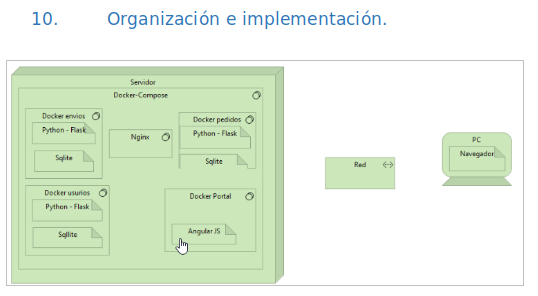 10. Organización e implementación.
Servidor
Docker-Compose
Docker envios
Python - Flask
Sqlite
Nginx
Docker pedidos
Python - Flask
Sqlite
Docker usurios
Python - Flask
Sqllite
Docker Portal
Angular JS
Red
PC
Navegador